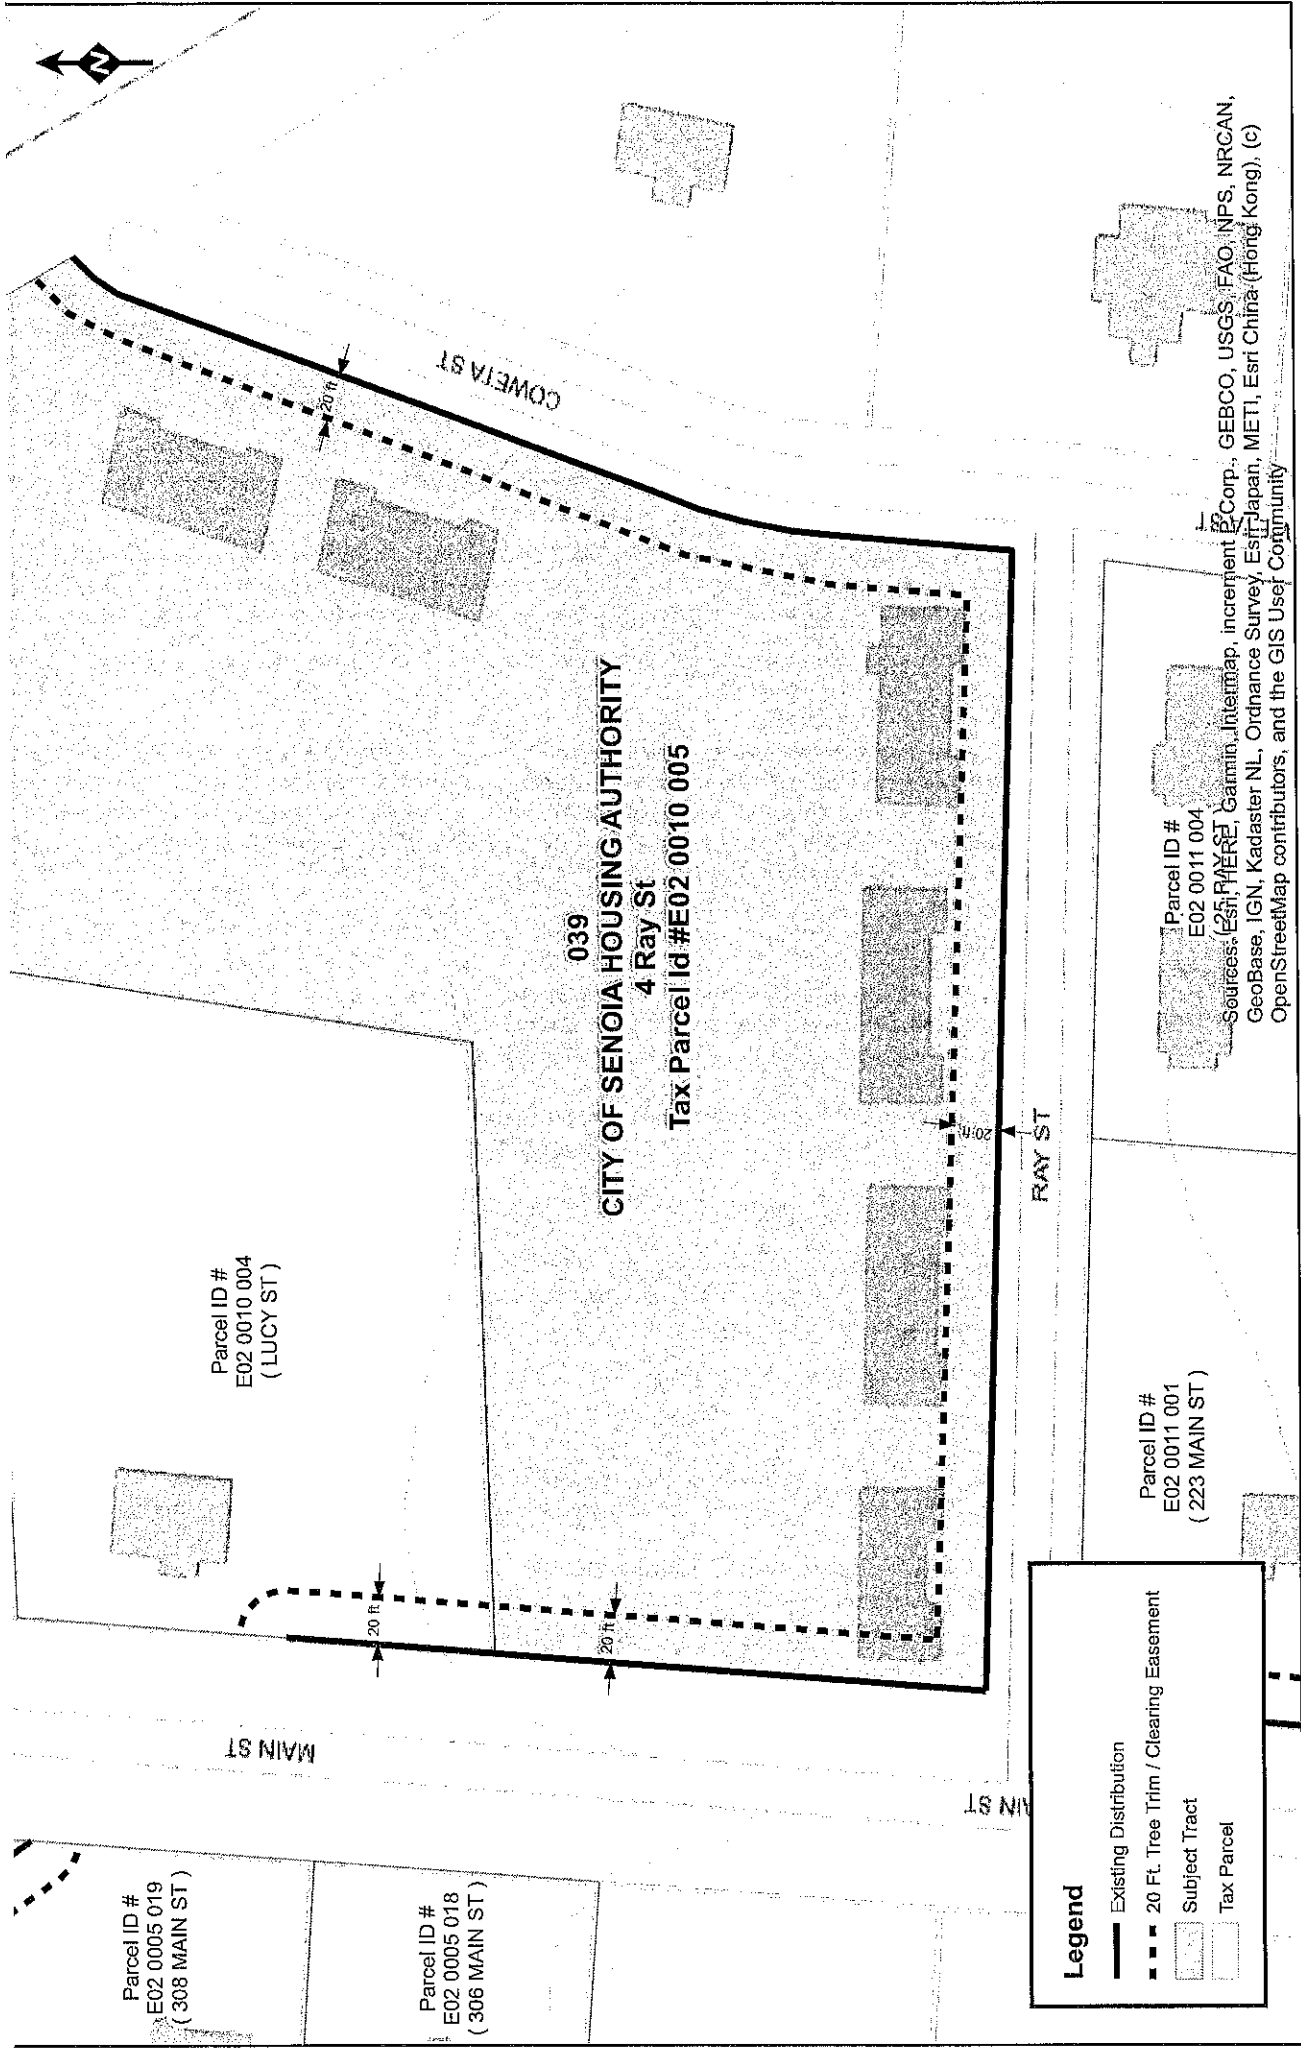 N
COWETA ST
20 ft
039
CITY OF SENOIA HOUSING AUTHORITY
4 Ray St
Tax Parcel Id #E02 0010 005
Parcel ID #
E02 0010 004
( LUCY ST )
20 ft
20 ft
20 ft
RAY ST
MAIN ST
Parcel ID #
E02 0005 019
( 308 MAIN ST )
Parcel ID #
E02 0005 018
( 306 MAIN ST )
Parcel ID #
E02 0011 001
( 223 MAIN ST )
Parcel ID #
E02 0011 004
( 25 RAY ST )
Sources: Esri, HERE, Garmin, Intermap, increment P Corp., GEBCO, USGS, FAO, NPS, NRCAN,
GeoBase, IGN, Kadaster NL, Ordnance Survey, Esri Japan, METI, Esri China (Hong Kong), (c)
OpenStreetMap contributors, and the GIS User Community
Legend
Existing Distribution
20 Ft. Tree Trim / Clearing Easement
Subject Tract
Tax Parcel